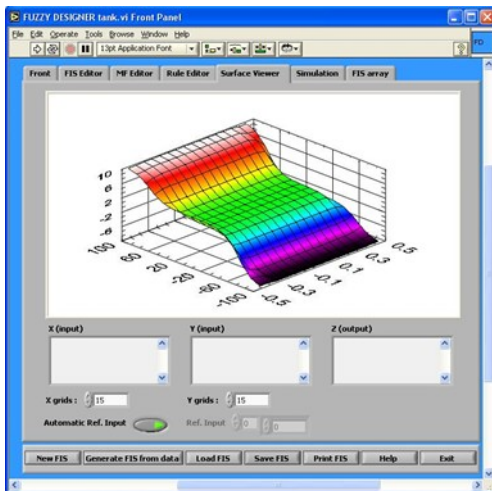 FUZZY DESIGNER tank.vi Front Panel
File Edit Operate Tools Browse Window Help
13pt Application Font
?
FD
Front FIS Editor MF Editor Rule Editor Surface Viewer Simulation FIS array
10
6
2
-2
-6
100
60
20
-20
-60
-100
0.5
0.3
0.1
-0.1
-0.3
-0.5
X (input) Y (input) Z (output)
X grids : 15 Y grids : 15
Automatic Ref. Input Ref. Input 0 0
New FIS Generate FIS from data Load FIS Save FIS Print FIS Help Exit